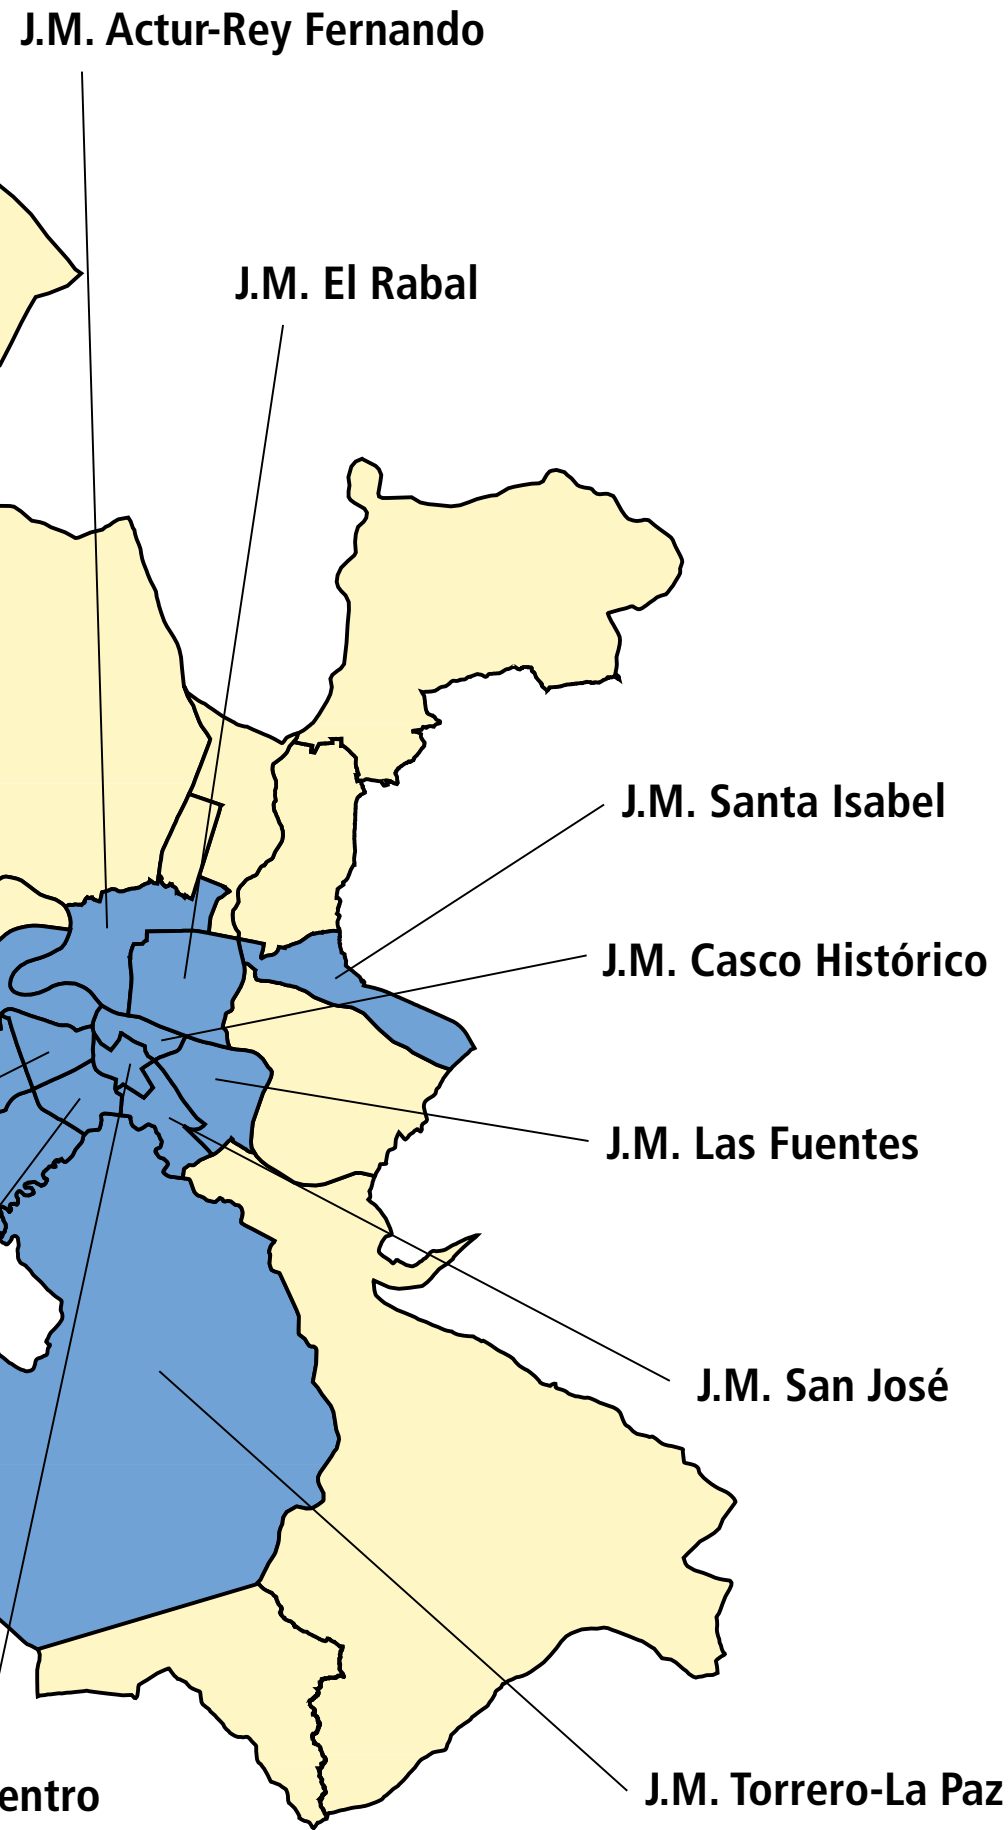 J.M. Actur-Rey Fernando
J.M. El Rabal
J.M. Santa Isabel
J.M. Casco Histórico
J.M. Las Fuentes
J.M. San José
J.M. Torrero-La Paz
entro